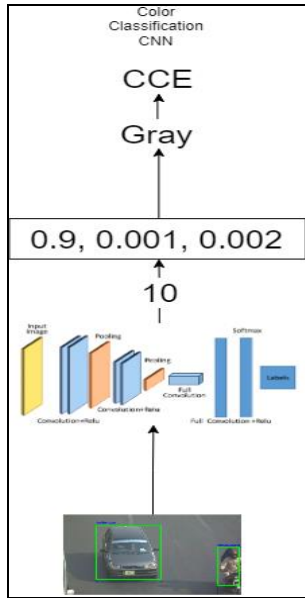 Color
Classification
CNN
CCE
Gray
0.9, 0.001, 0.002
10
Input
Image
Pooling
Softmax
Pooling
Full
Convolution
Labels
Convolution+Relu
Convolution+Relu
Full Convolution +Relu